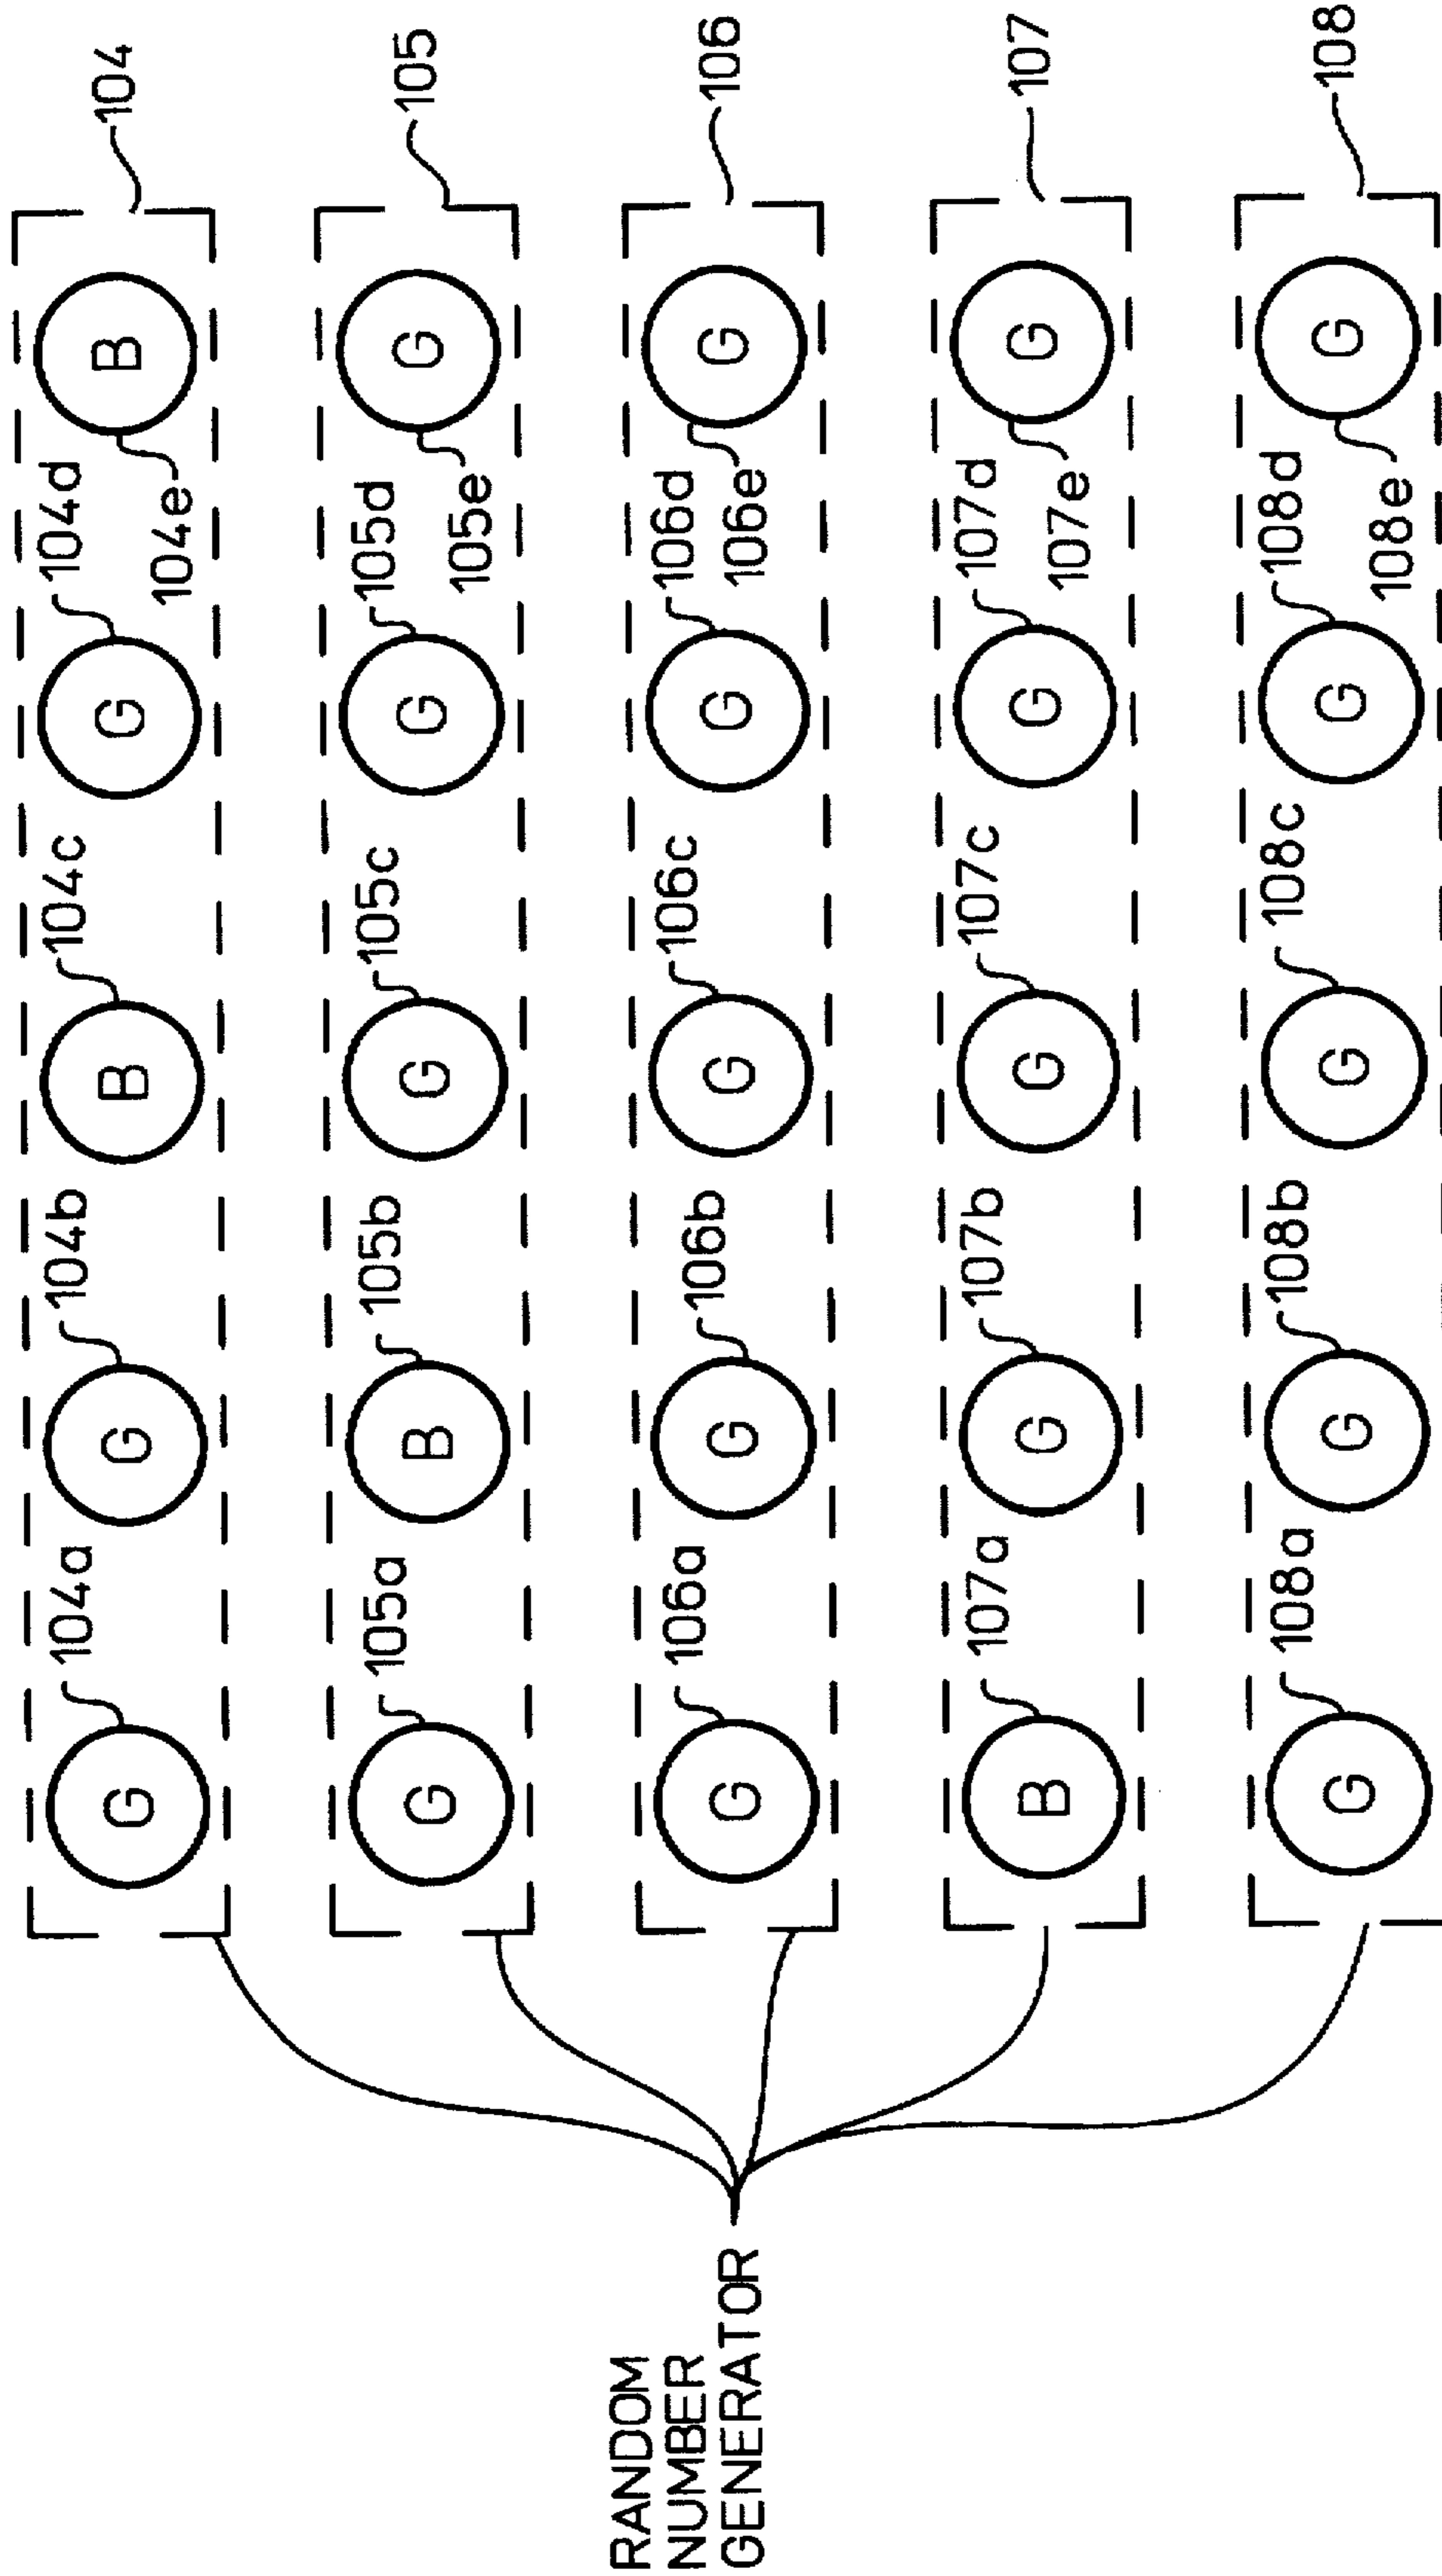 104a 104b 104c 104d 104
G G B G B
104e
105a 105b 105c 105d 105
G B G G G
105e
106a 106b 106c 106d 106
G G G G G
106e
107a 107b 107c 107d 107
B G G G G
107e
108a 108b 108c 108d 108
G G G G G
108e
RANDOM
NUMBER
GENERATOR